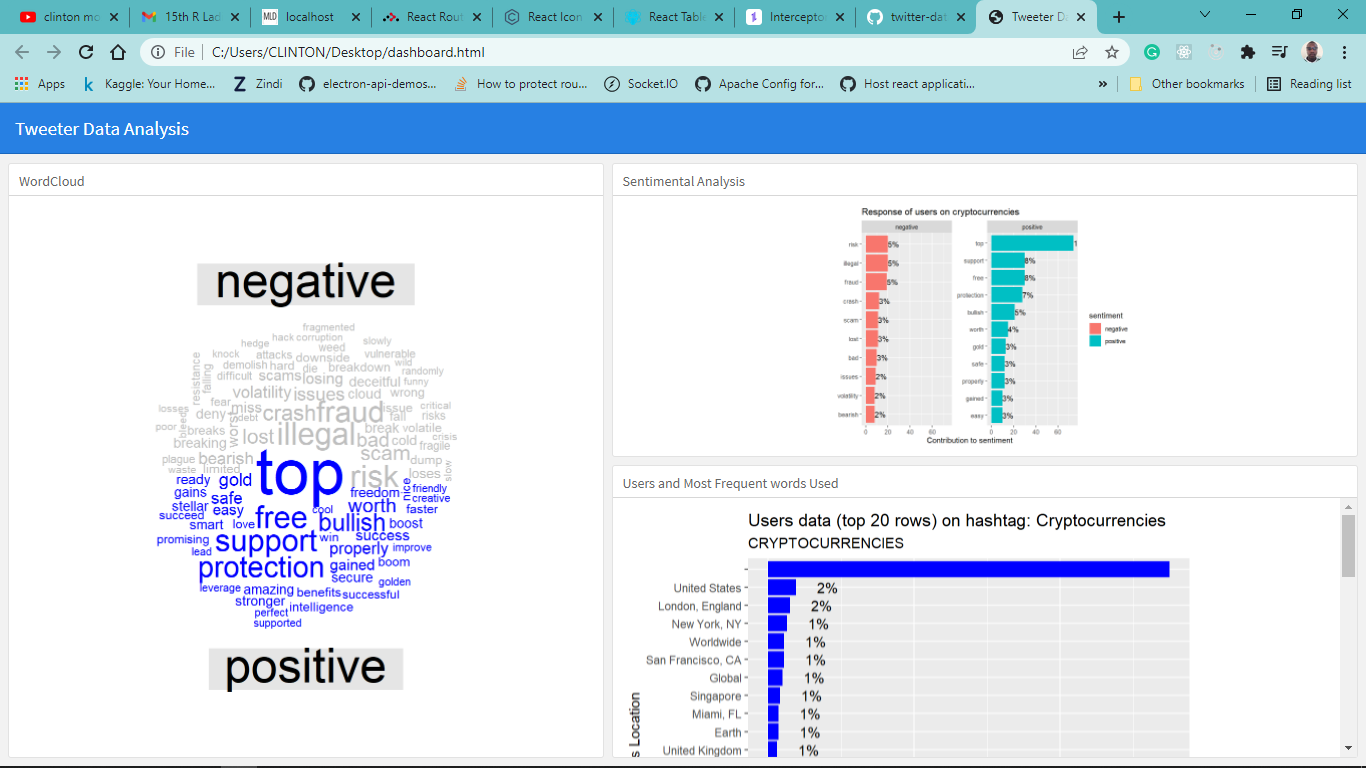 clinton mo
15th R Lad
localhost
React Rout
React Icon
React Table
Intercepto
twitter-dat
Tweeter Da
File
C:/Users/CLINTON/Desktop/dashboard.html
Apps
Kaggle: Your Home...
Zindi
electron-api-demos...
How to protect rou...
Socket.IO
Apache Config for...
Host react applicati...
»
Other bookmarks
Reading list
Tweeter Data Analysis
WordCloud
negative
fragmented
hack corruption
hedge
weed
slowly
knock
attacks
downside
vulnerable
demolish
hard
die
breakdown
wild
resistance
falling
difficult
scams
losing
deceitful
funny
randomly
volatility
issues
cloud
wrong
fear
losses
deny
miss
debt
crash
fraud
issue
fall
critical
risks
poor
bleeds
breaks
worst
lost
illegal
break
volatile
breaking
bad
cold
crisis
fragile
plague
bearish
scam
dump
waste
limited
top
risk
loses
slow
ready
gold
freedom
nice
friendly
gains
safe
creative
stellar
easy
free
cool
worth
faster
succeed
smart
love
bullish
boost
promising
support
win
success
lead
properly
improve
protection
gained
boom
secure
golden
leverage
amazing
benefits
successful
stronger
intelligence
perfect
supported
positive
Sentimental Analysis
Response of users on cryptocurrencies
negative
positive
risk
5%
illegal
5%
fraud
5%
crash
3%
scam
3%
lost
3%
bad
3%
issues
2%
volatility
2%
bearish
2%
0 20 40 60
top
1
support
8%
free
8%
protection
7%
bullish
5%
worth
4%
gold
3%
safe
3%
properly
3%
gained
3%
easy
3%
0 20 40 60
Contribution to sentiment
sentiment
negative
positive
Users and Most Frequent words Used
Users data (top 20 rows) on hashtag: Cryptocurrencies
CRYPTOCURRENCIES
United States
2%
London, England
2%
New York, NY
1%
Worldwide
1%
San Francisco, CA
1%
Global
1%
Singapore
1%
Miami, FL
1%
Earth
1%
United Kingdom
1%
s Location